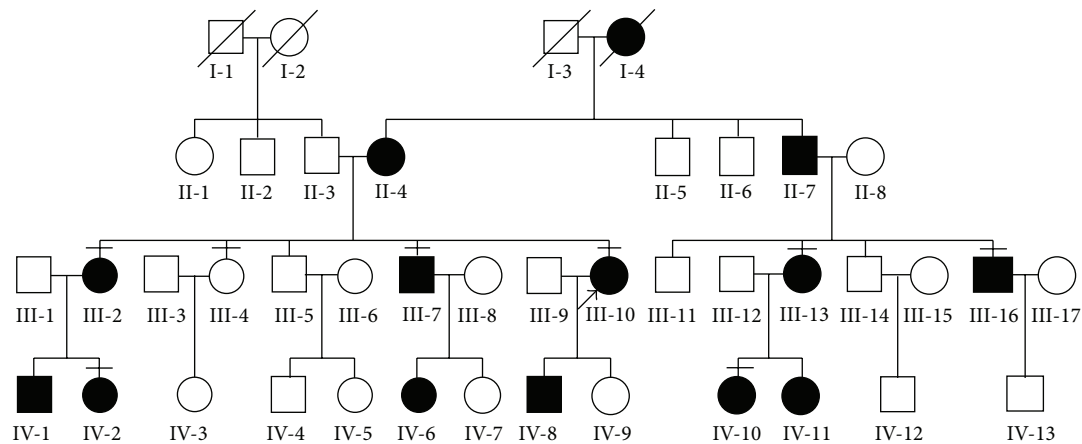 I-1 I-2 I-3 I-4
II-1 II-2 II-3 II-4 II-5 II-6 II-7 II-8
III-1 III-2 III-3 III-4 III-5 III-6 III-7 III-8 III-9 III-10 III-11 III-12 III-13 III-14 III-15 III-16 III-17
IV-1 IV-2 IV-3 IV-4 IV-5 IV-6 IV-7 IV-8 IV-9 IV-10 IV-11 IV-12 IV-13